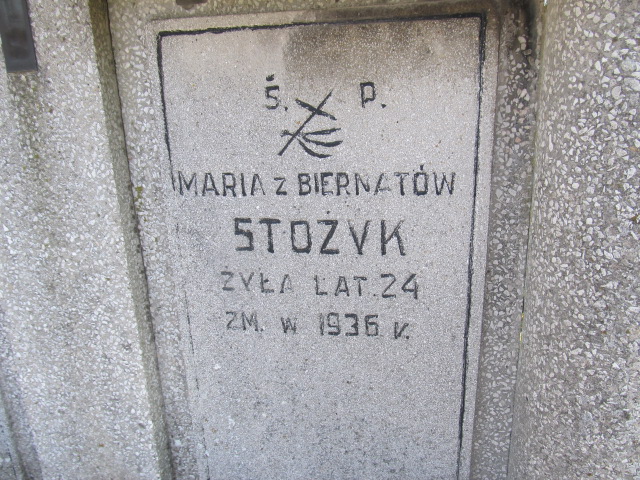 Ś. P.
MARIA Z BIERNATÓW
STOŻYK
ŻYŁA LAT. 24
ZM. W 1936 R.